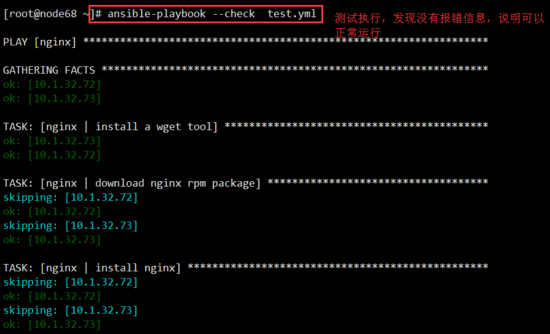 [root@node68 ~]# ansible-playbook --check  test.yml
测试执行，发现没有报错信息，说明可以
正常运行
PLAY [nginx] ****************************************************************
GATHERING FACTS ****************************************************************
ok: [10.1.32.72]
ok: [10.1.32.73]
TASK: [nginx | install a wget tool] *****************************************
ok: [10.1.32.73]
ok: [10.1.32.72]
TASK: [nginx | download nginx rpm package] **********************************
skipping: [10.1.32.72]
ok: [10.1.32.72]
skipping: [10.1.32.73]
ok: [10.1.32.73]
TASK: [nginx | install nginx] ***********************************************
skipping: [10.1.32.72]
ok: [10.1.32.72]
skipping: [10.1.32.73]
ok: [10.1.32.73]